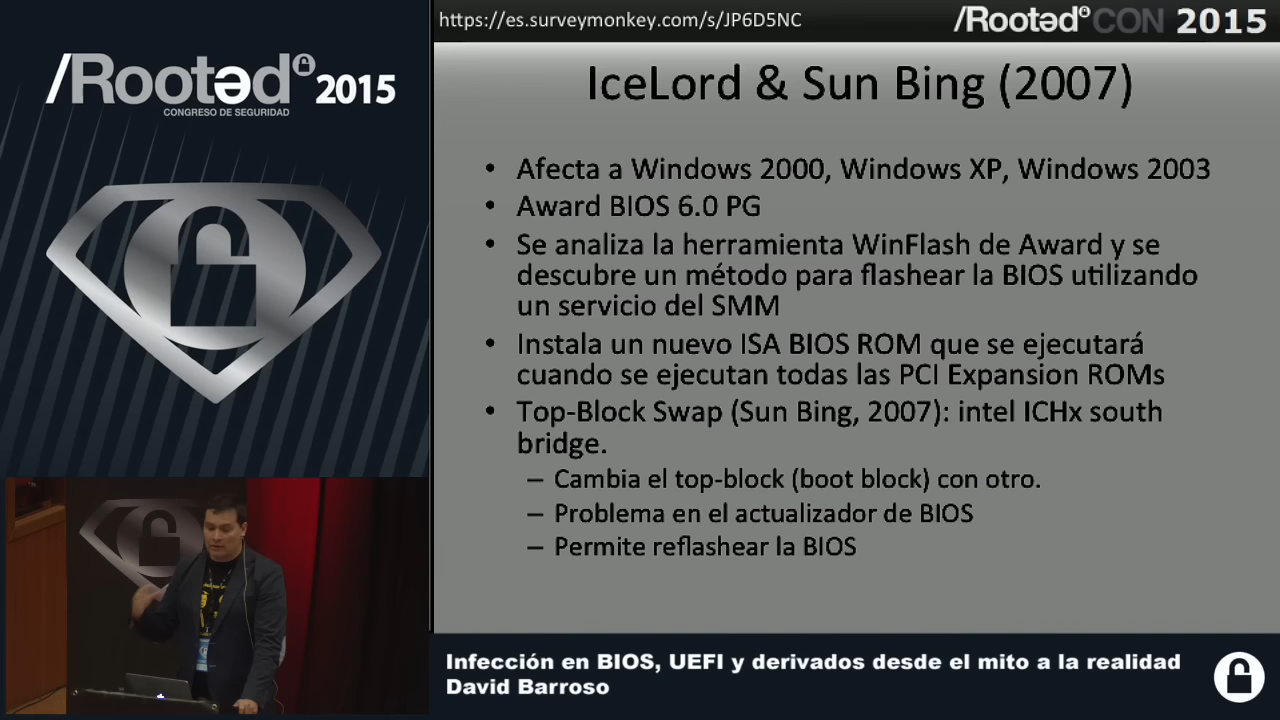 https://es.surveymonkey.com/s/JP6D5NC
/RootedCON 2015
/Rootəd 2015
CONGRESO DE SEGURIDAD
IceLord & Sun Bing (2007)
• Afecta a Windows 2000, Windows XP, Windows 2003
• Award BIOS 6.0 PG
• Se analiza la herramienta WinFlash de Award y se
descubre un método para flashear la BIOS utilizando
un servicio del SMM
• Instala un nuevo ISA BIOS ROM que se ejecutará
cuando se ejecutan todas las PCI Expansion ROMs
• Top-Block Swap (Sun Bing, 2007): intel ICHx south
bridge.
– Cambia el top-block (boot block) con otro.
– Problema en el actualizador de BIOS
– Permite reflashear la BIOS
Infección en BIOS, UEFI y derivados desde el mito a la realidad
David Barroso